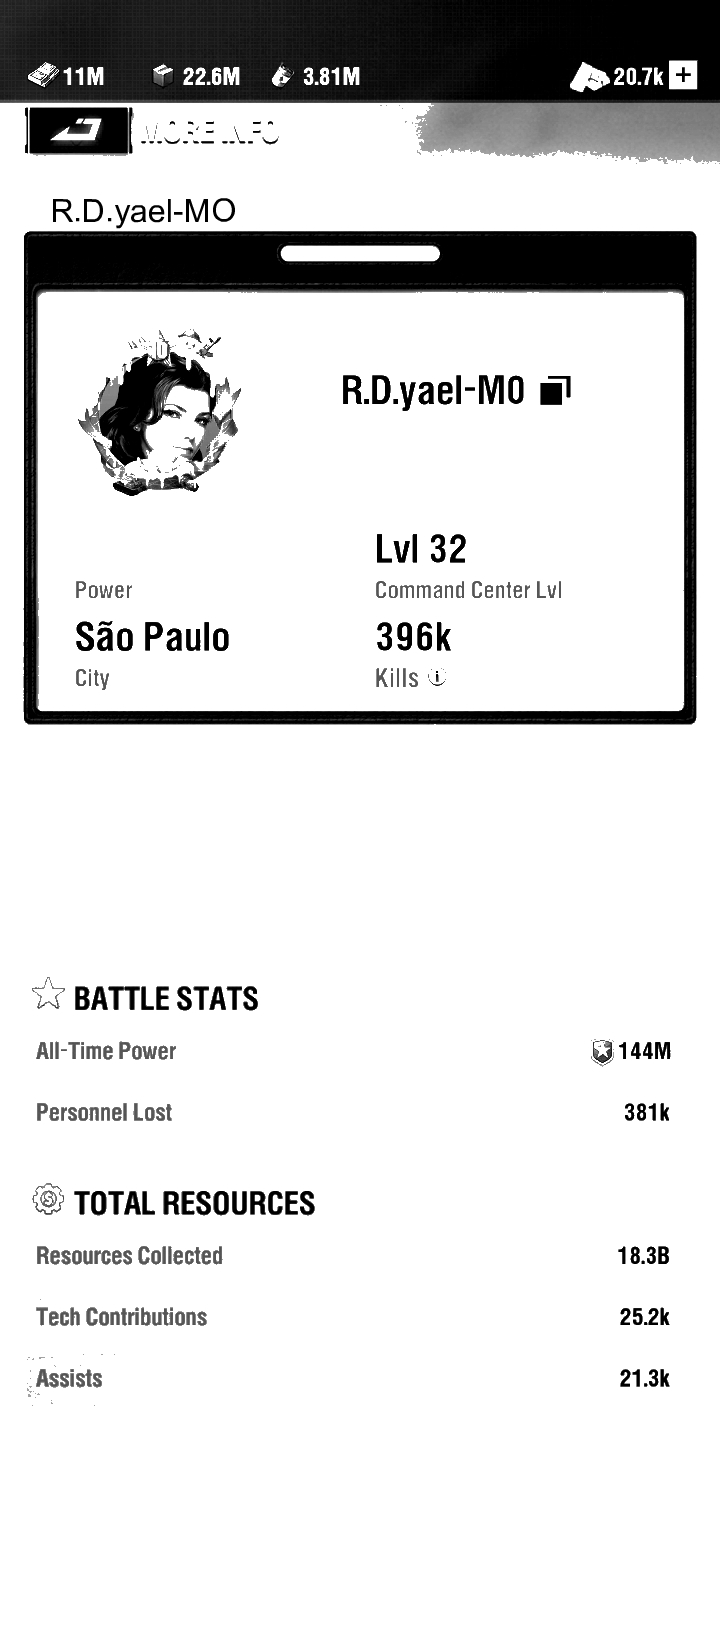 11M 22.6M 3.81M 20.7k +
MORE INFO
R.D.yael-MO
R.D.yael-MO
Lvl 32
Power Command Center Lvl
São Paulo 396k
City Kills
BATTLE STATS
All-Time Power 144M
Personnel Lost 381k
TOTAL RESOURCES
Resources Collected 18.3B
Tech Contributions 25.2k
Assists 21.3k